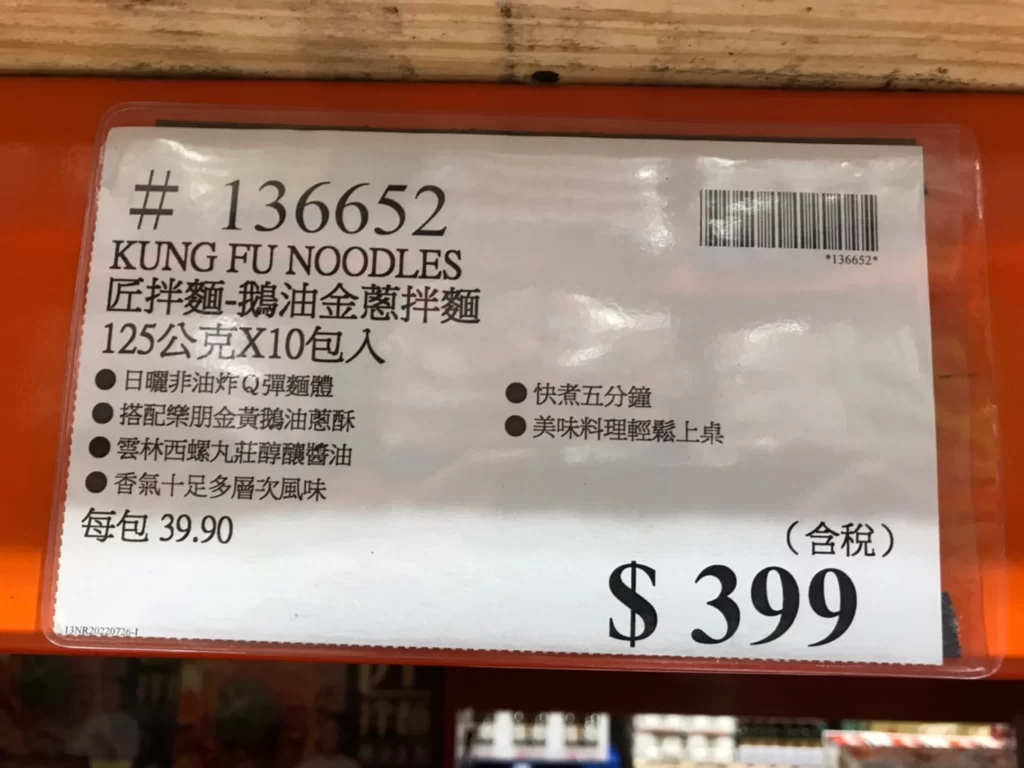 # 136652
*136652*
KUNG FU NOODLES
匠拌麵-鵝油金蔥拌麵
125公克X10包入
●日曬非油炸Q彈麵體
●搭配樂朋金黃鵝油蔥酥
●雲林西螺丸莊醇釀醬油
●香氣十足多層次風味
●快煮五分鐘
●美味料理輕鬆上桌
每包 39.90
(含稅)
$ 399
13NR20220726-1